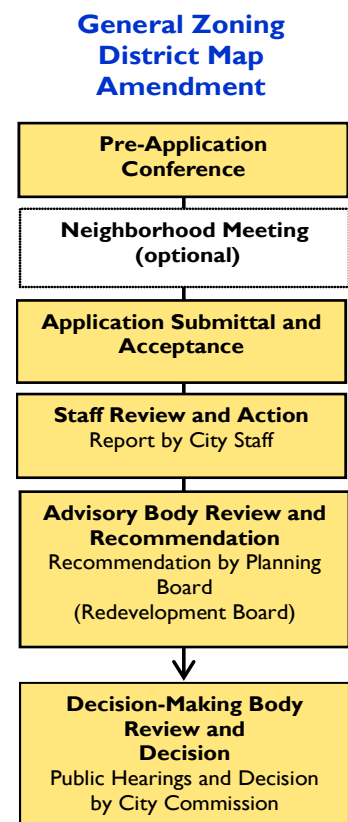 General Zoning
District Map
Amendment
Pre-Application
Conference
Neighborhood Meeting
(optional)
Application Submittal and
Acceptance
Staff Review and Action
Report by City Staff
Advisory Body Review and
Recommendation
Recommendation by Planning
Board
(Redevelopment Board)
Decision-Making Body
Review and
Decision
Public Hearings and Decision
by City Commission